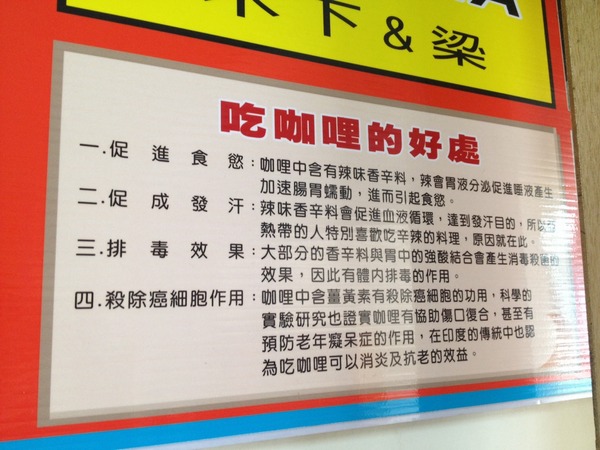 卡&梁
吃咖哩的好處
一.促進食慾:咖哩中含有辣味香辛料，辣會胃液分泌促進唾液產生
加速腸胃蠕動，進而引起食慾。
二.促成發汗:辣味香辛料會促進血液循環，達到發汗目的，所以
熱帶的人特別喜歡吃辛辣的料理，原因就在此。
三.排毒效果:大部分的香辛料與胃中的強酸結合會產生消毒殺菌的
效果，因此有體內排毒的作用。
四.殺除癌細胞作用:咖哩中含薑黃素有殺除癌細胞的功用，科學的
實驗研究也證實咖哩有協助傷口復合，甚至有
預防老年癡呆症的作用，在印度的傳統中也認
為吃咖哩可以消炎及抗老的效益。